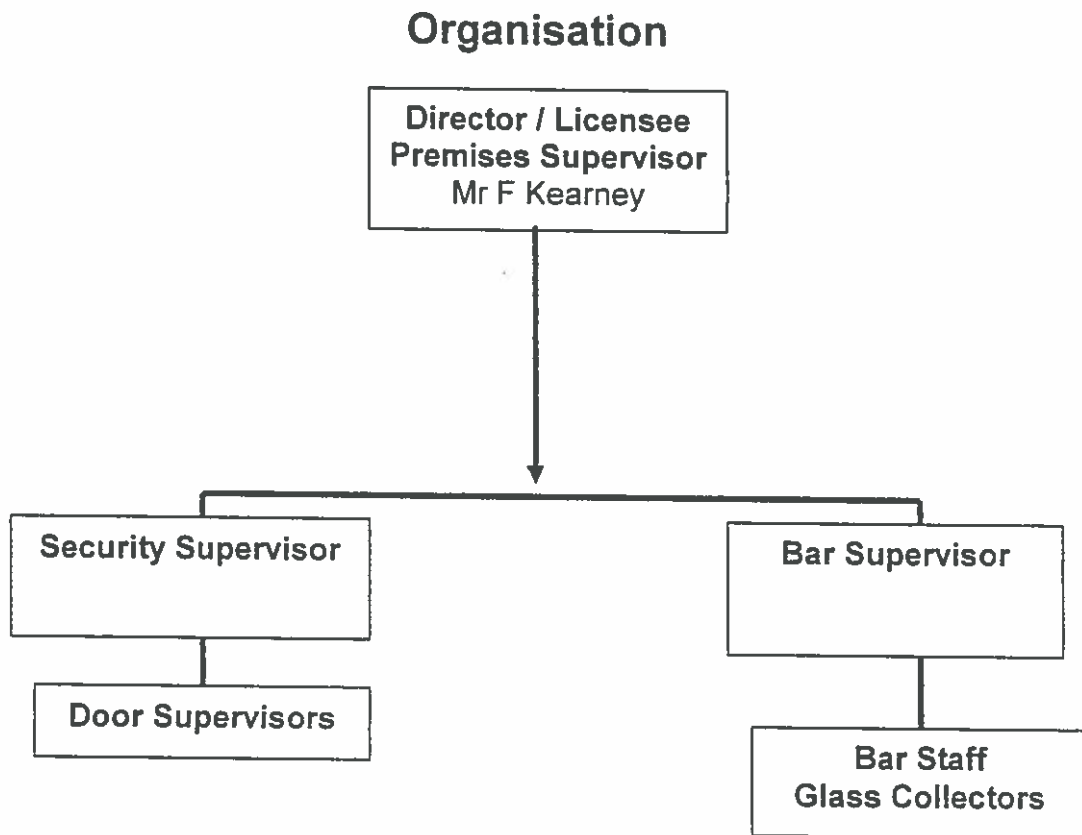 Organisation
Director / Licensee
Premises Supervisor
Mr F Kearney
Security Supervisor
Bar Supervisor
Door Supervisors
Bar Staff
Glass Collectors